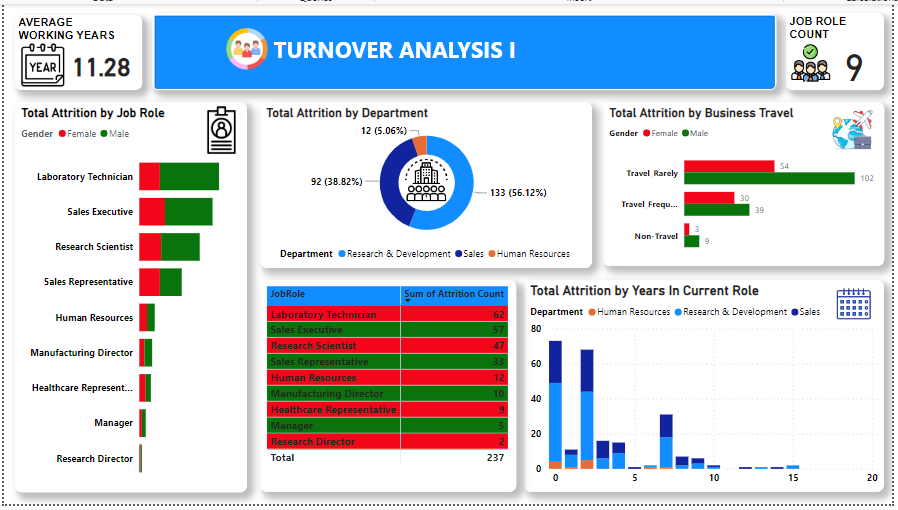 AVERAGE
WORKING YEARS
YEAR
11.28
TURNOVER ANALYSIS I
JOB ROLE
COUNT
9
Total Attrition by Job Role
Gender Female Male
Laboratory Technician
Sales Executive
Research Scientist
Sales Representative
Human Resources
Manufacturing Director
Healthcare Represent...
Manager
Research Director
Total Attrition by Department
12 (5.06%)
92 (38.82%)
133 (56.12%)
Department Research & Development Sales Human Resources
Total Attrition by Business Travel
Gender Female Male
Travel_Rarely 54
102
Travel_Frequ... 30
39
Non-Travel 3
9
JobRole Sum of Attrition Count
Laboratory Technician 62
Sales Executive 57
Research Scientist 47
Sales Representative 33
Human Resources 12
Manufacturing Director 10
Healthcare Representative 9
Manager 5
Research Director 2
Total 237
Total Attrition by Years In Current Role
Department Human Resources Research & Development Sales
80
60
40
20
0
0 5 10 15 20